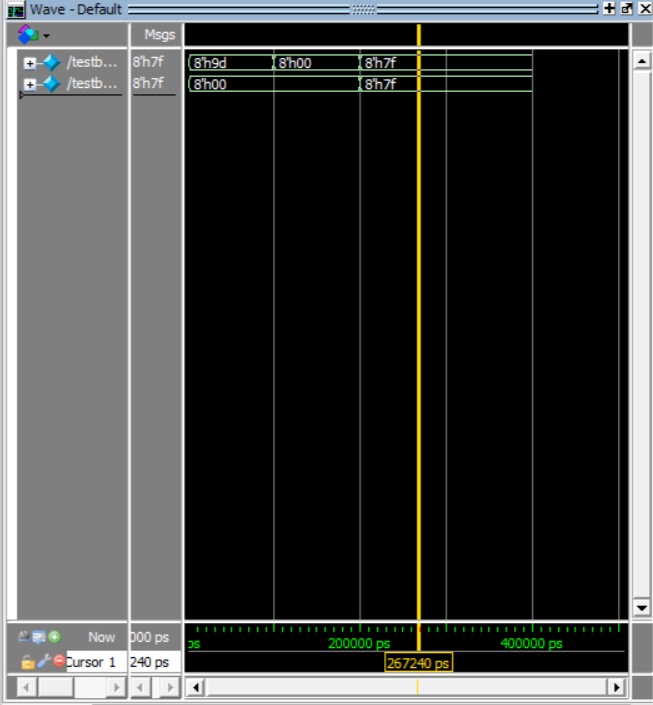 Wave - Default
Msgs
/testb... 8'h7f 8'h9d 8'h00 8'h7f
/testb... 8'h7f 8'h00 8'h7f
Now 000 ps ps 200000 ps 400000 ps
Cursor 1 240 ps 267240 ps